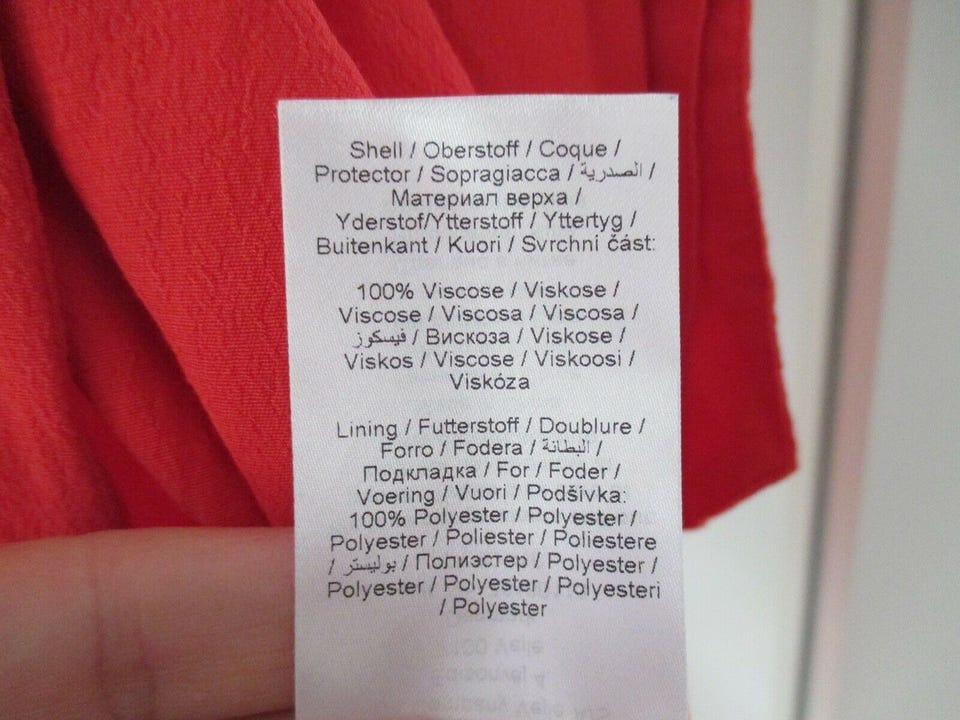 Shell / Oberstoff / Coque /
Protector / Sopragiacca / الصدرية /
Материал верха /
Yderstof/Ytterstoff / Yttertyg /
Buitenkant / Kuori / Svrchní část:
100% Viscose / Viskose /
Viscose / Viscosa / Viscosa /
فيسكوز / Вискоза / Viskose /
Viskos / Viscose / Viskoosi /
Viskóza
Lining / Futterstoff / Doublure /
Forro / Fodera / البطانة /
Подкладка / For / Foder /
Voering / Vuori / Podšívka:
100% Polyester / Polyester /
Polyester / Poliester / Poliestere
/ بوليستر / Полиэстер / Polyester /
Polyester / Polyester / Polyesteri
/ Polyester